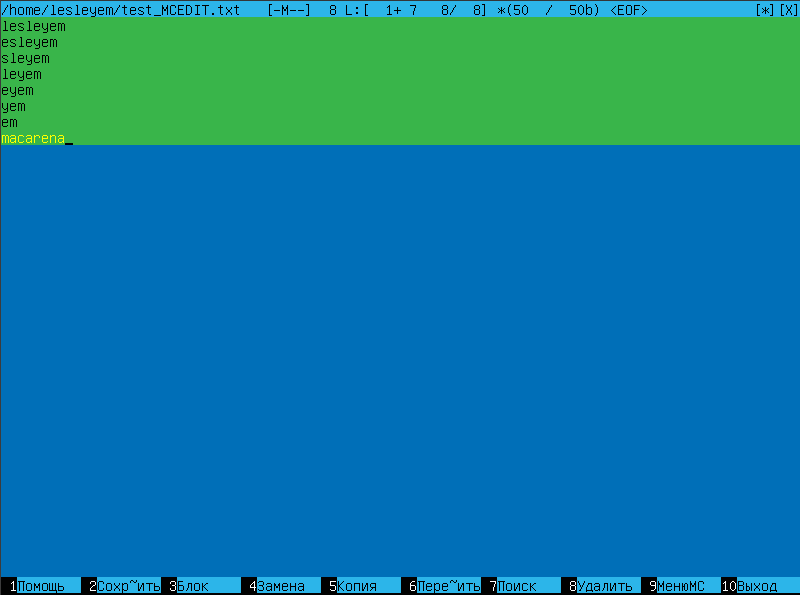 /home/lesleyem/test_MCEDIT.txt   [-M--]  8 L:[  1+ 7   8/  8] *(50  /  50b) <EOF>             [*][X]
lesleyem
esleyem
sleyem
leyem
eyem
yem
em
macarena
 1Помощь  2Сохр~ить 3Блок    4Замена  5Копия   6Пере~ить 7Поиск   8Удалить 9МенюMC 10Выход